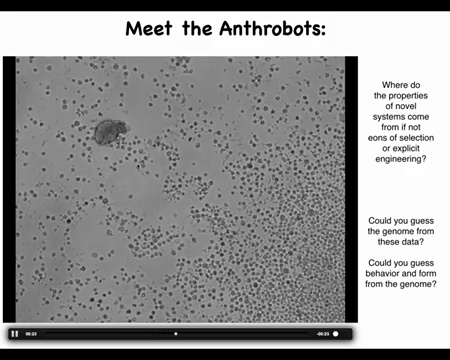 Meet the Anthrobots:
Where do
the properties
of novel
systems come
from if not
eons of selection
or explicit
engineering?
Could you guess
the genome from
these data?
Could you guess
behavior and form
from the genome?
00:23
-00:23